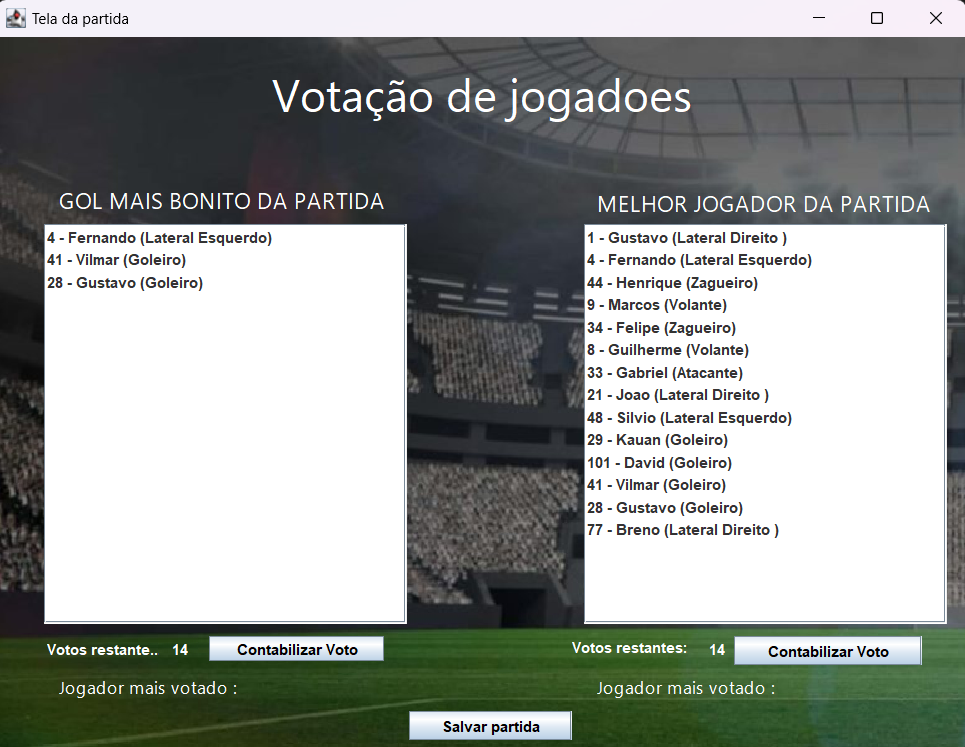 Tela da partida
Votação de jogadoes
GOL MAIS BONITO DA PARTIDA
4 - Fernando (Lateral Esquerdo)
41 - Vilmar (Goleiro)
28 - Gustavo (Goleiro)
Votos restante.. 14 Contabilizar Voto
Jogador mais votado :
MELHOR JOGADOR DA PARTIDA
1 - Gustavo (Lateral Direito )
4 - Fernando (Lateral Esquerdo)
44 - Henrique (Zagueiro)
9 - Marcos (Volante)
34 - Felipe (Zagueiro)
8 - Guilherme (Volante)
33 - Gabriel (Atacante)
21 - Joao (Lateral Direito )
48 - Silvio (Lateral Esquerdo)
29 - Kauan (Goleiro)
101 - David (Goleiro)
41 - Vilmar (Goleiro)
28 - Gustavo (Goleiro)
77 - Breno (Lateral Direito )
Votos restantes: 14 Contabilizar Voto
Jogador mais votado :
Salvar partida